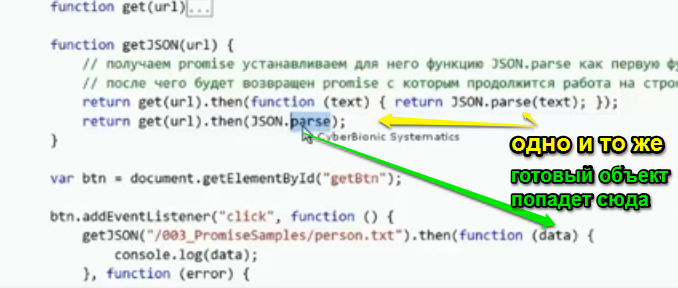 function get(url)...
function getJSON(url) {
// получаем promise устанавливаем для него функцию JSON.parse как первую фу
// после чего будет возвращен promise с которым продолжится работа на строк
return get(url).then(function (text) { return JSON.parse(text); });
return get(url).then(JSON.parse);
CyberBionic Systematics
}
одно и то же
готовый объект
попадет сюда
var btn = document.getElementById("getBtn");
btn.addEventListener("click", function () {
getJSON("/003_PromiseSamples/person.txt").then(function (data) {
console.log(data);
}, function (error) {